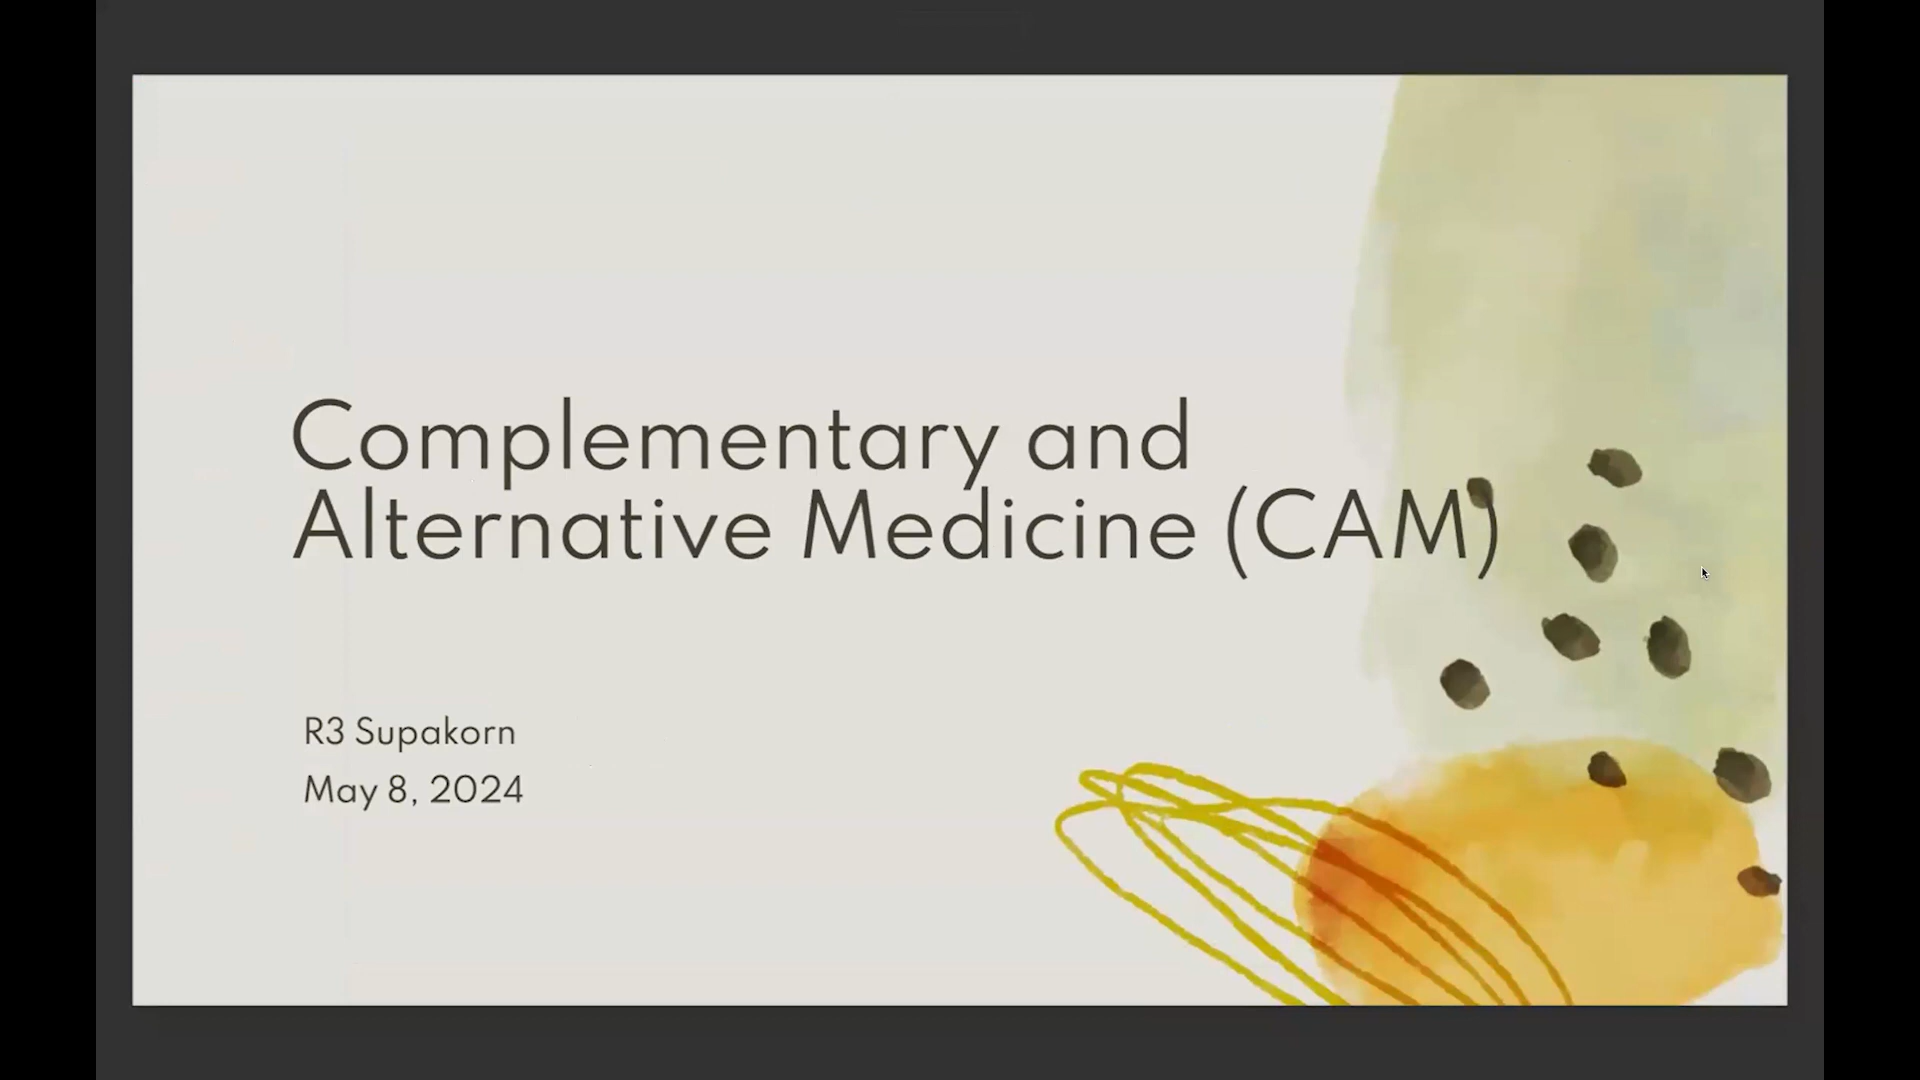 Complementary and
Alternative Medicine (CAM)
R3 Supakorn
May 8, 2024